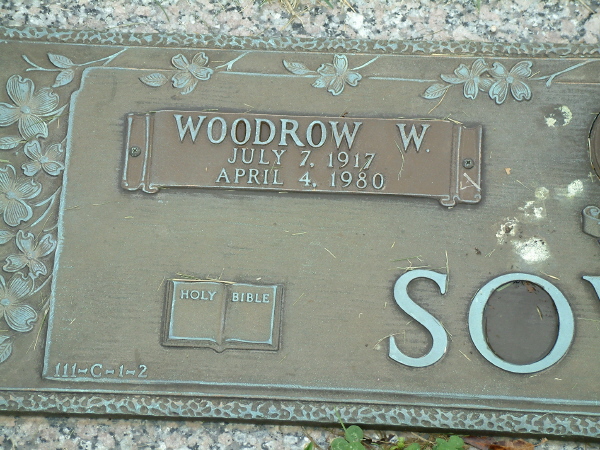 WOODROW W.
JULY 7, 1917
APRIL 4, 1980
HOLY BIBLE
SO
111-C-1-2